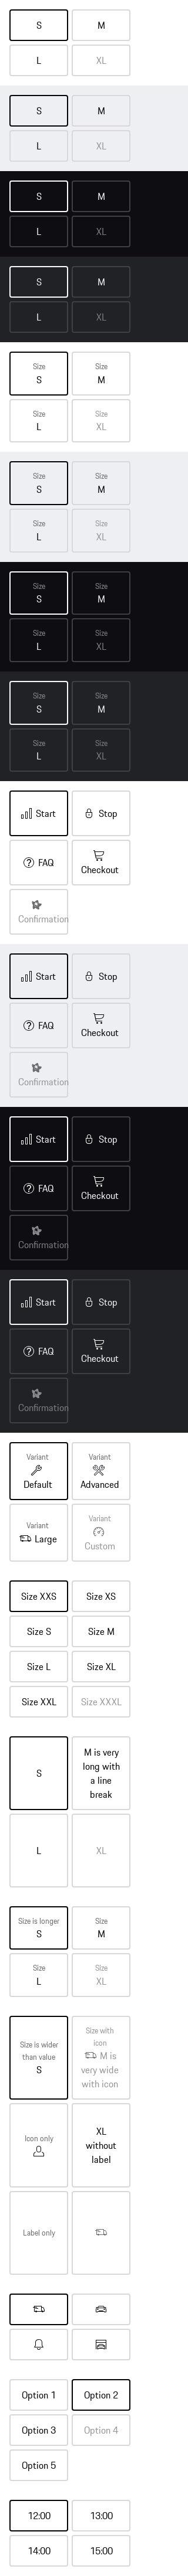 S M
L XL
S M
L XL
S M
L XL
S M
L XL
Size Size
S M
Size Size
L XL
Size Size
S M
Size Size
L XL
Size Size
S M
Size Size
L XL
Size Size
S M
Size Size
L XL
Start Stop
FAQ Checkout
Confirmation
Start Stop
FAQ Checkout
Confirmation
Start Stop
FAQ Checkout
Confirmation
Start Stop
FAQ Checkout
Confirmation
Variant Variant
Default Advanced
Variant Variant
Large Custom
Size XXS Size XS
Size S Size M
Size L Size XL
Size XXL Size XXXL
S
M is very
long with
a line
break
L XL
Size is longer Size
S M
Size Size
L XL
Size is wider
than value
S
Size with
icon
M is
very wide
with icon
Icon only
XL
without
label
Label only
Option 1 Option 2
Option 3 Option 4
Option 5
12:00 13:00
14:00 15:00